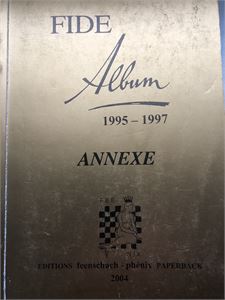 FIDE
Album
1995 – 1997
ANNEXE
EDITIONS feenschach - phénix PAPERBACK
2004